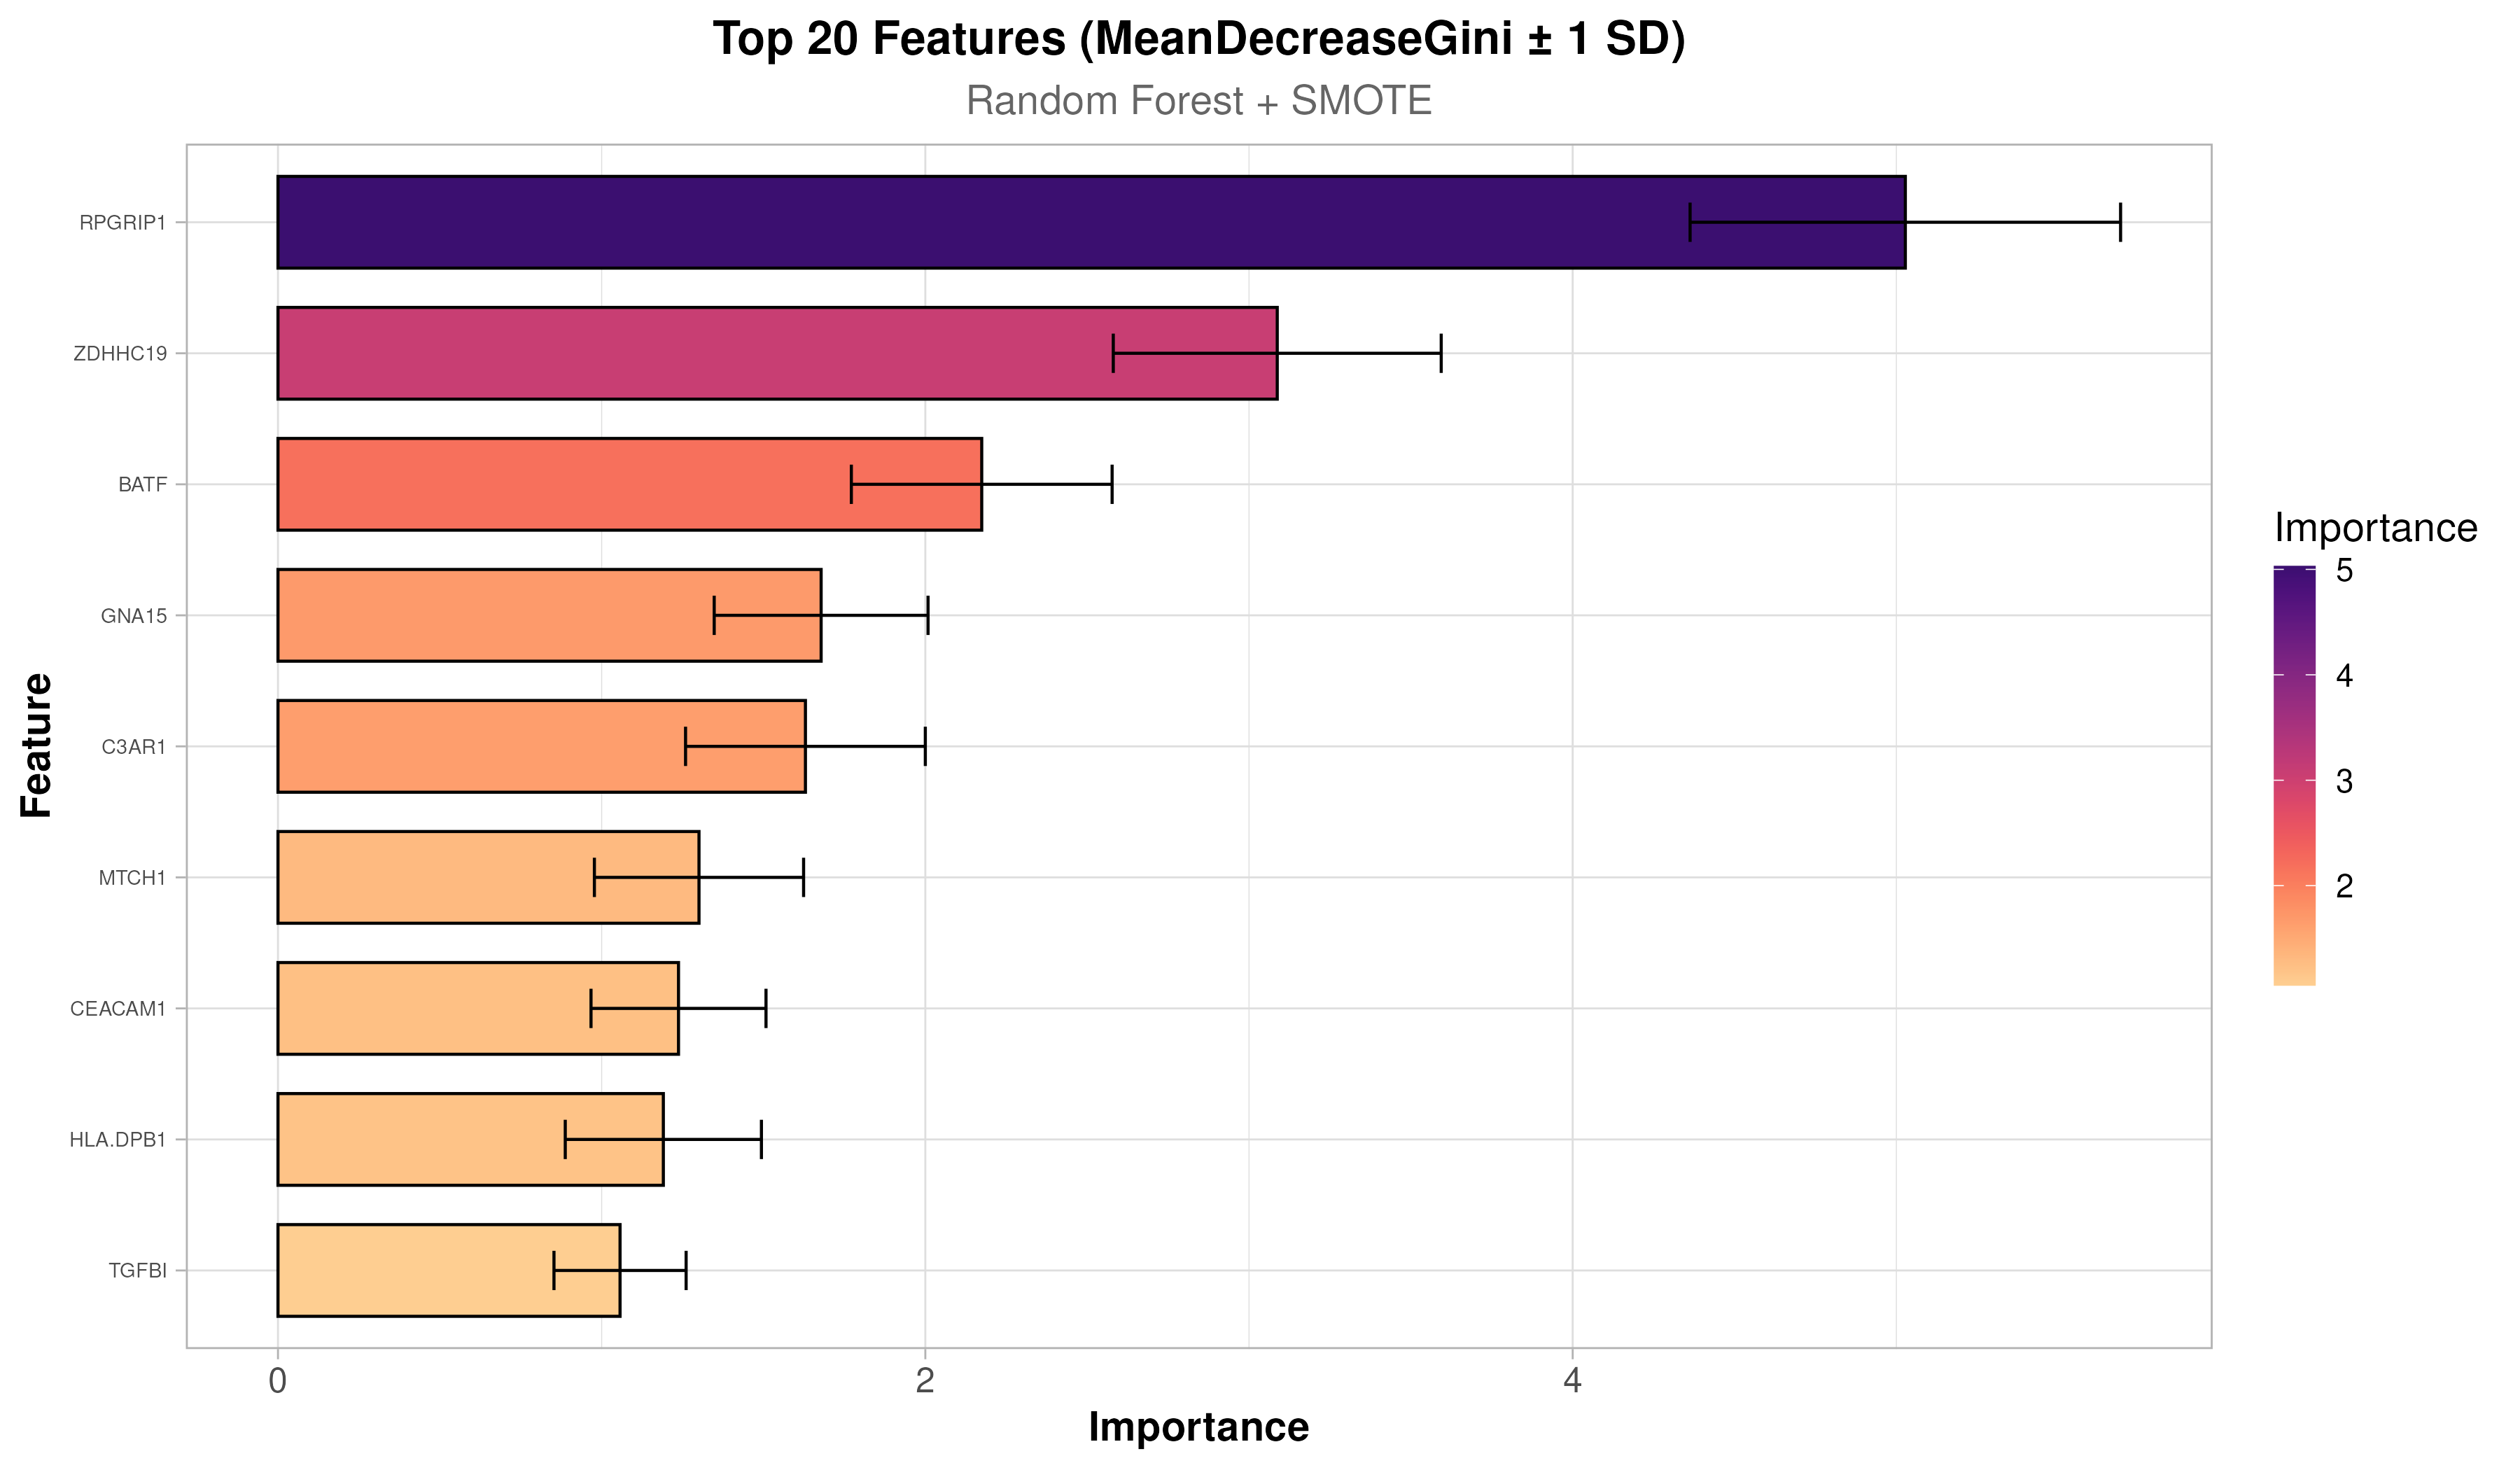 Top 20 Features (MeanDecreaseGini ± 1 SD)
Random Forest + SMOTE
Feature
RPGRIP1
ZDHHC19
BATF
GNA15
C3AR1
MTCH1
CEACAM1
HLA.DPB1
TGFBI
0 2 4
Importance
Importance
5
4
3
2